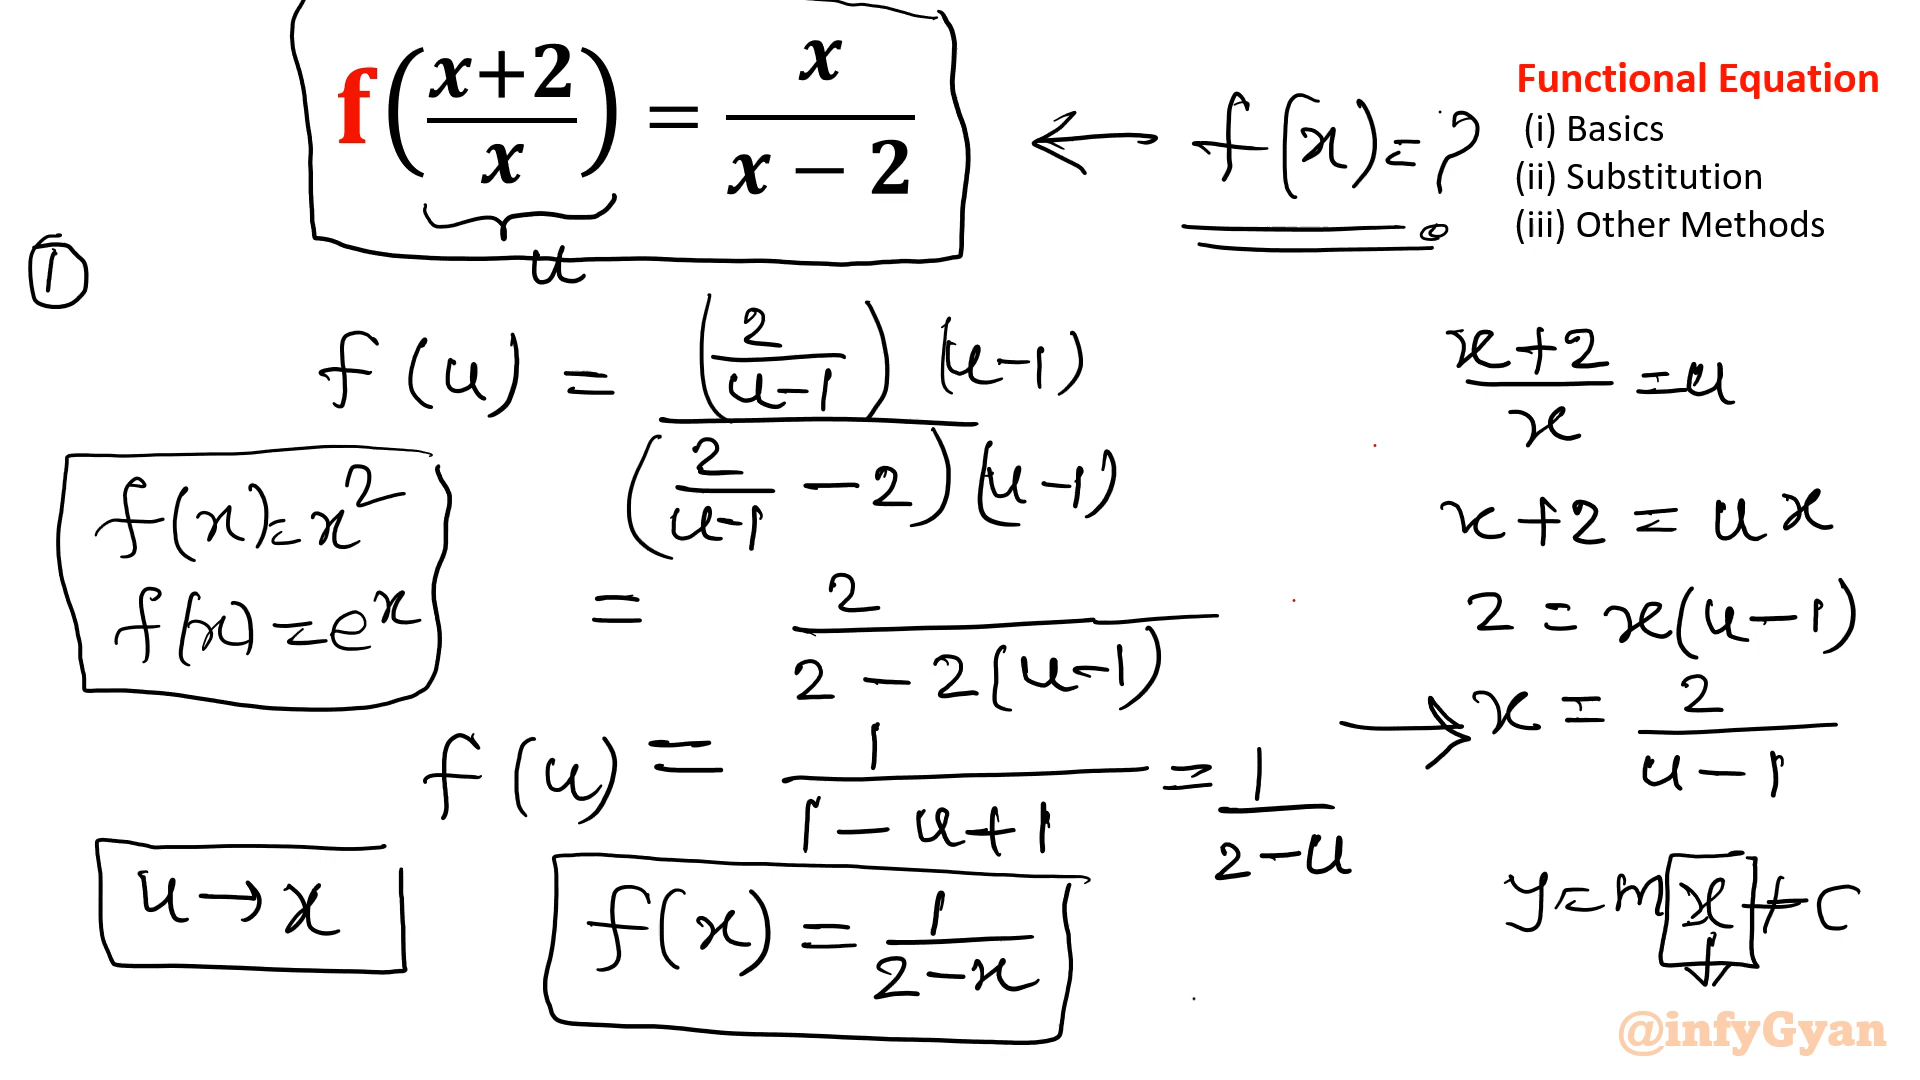 f((x+2)/x) = x/(x − 2)
u
← f(x) = ?
Functional Equation
(i) Basics
(ii) Substitution
(iii) Other Methods
①
f(u) = (2/(u−1)) (u−1) / ((2/(u−1) − 2) (u−1))
= 2/(2 − 2(u−1))
f(u) = 1/(1 − u + 1) = 1/(2−u)
f(x) = 1/(2−x)
f(x) = x²
f(x) = eˣ
u → x
(x+2)/x = u
x + 2 = ux
2 = x(u−1)
→ x = 2/(u−1)
y = mx + c
@infyGyan